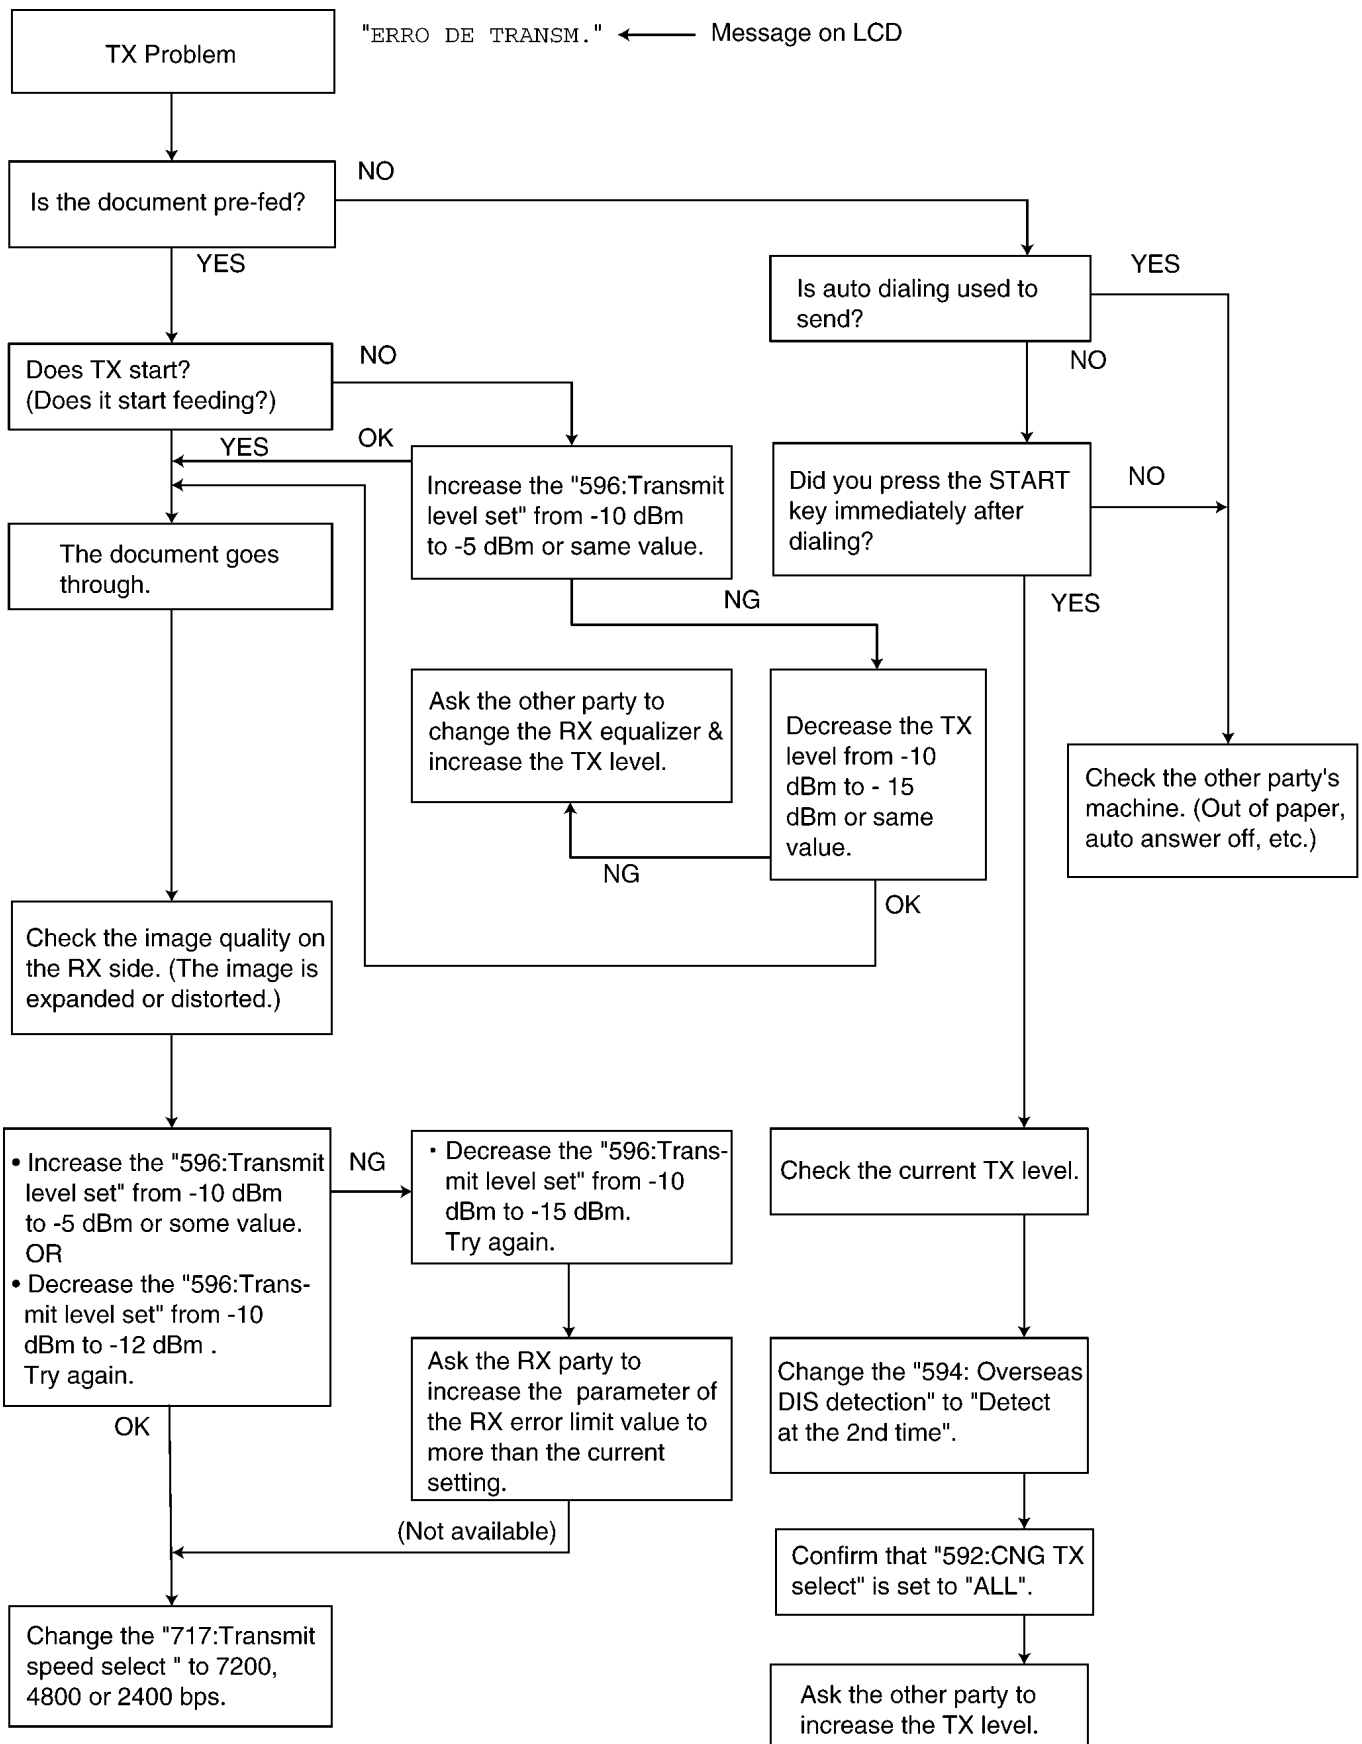 TX Problem
"ERRO DE TRANSM."
Message on LCD
Is the document pre-fed?
NO
YES
Is auto dialing used to
send?
YES
NO
Does TX start?
(Does it start feeding?)
NO
YES
OK
Increase the "596:Transmit
level set" from -10 dBm
to -5 dBm or same value.
NG
Did you press the START
key immediately after
dialing?
NO
YES
The document goes
through.
Ask the other party to
change the RX equalizer &
increase the TX level.
Decrease the TX
level from -10
dBm to - 15
dBm or same
value.
NG
OK
Check the other party's
machine. (Out of paper,
auto answer off, etc.)
Check the image quality on
the RX side. (The image is
expanded or distorted.)
• Increase the "596:Transmit
level set" from -10 dBm
to -5 dBm or some value.
OR
• Decrease the "596:Trans-
mit level set" from -10
dBm to -12 dBm .
Try again.
NG
OK
· Decrease the "596:Trans-
mit level set" from -10
dBm to -15 dBm.
Try again.
Check the current TX level.
Ask the RX party to
increase the parameter of
the RX error limit value to
more than the current
setting.
(Not available)
Change the "594: Overseas
DIS detection" to "Detect
at the 2nd time".
Confirm that "592:CNG TX
select" is set to "ALL".
Change the "717:Transmit
speed select " to 7200,
4800 or 2400 bps.
Ask the other party to
increase the TX level.